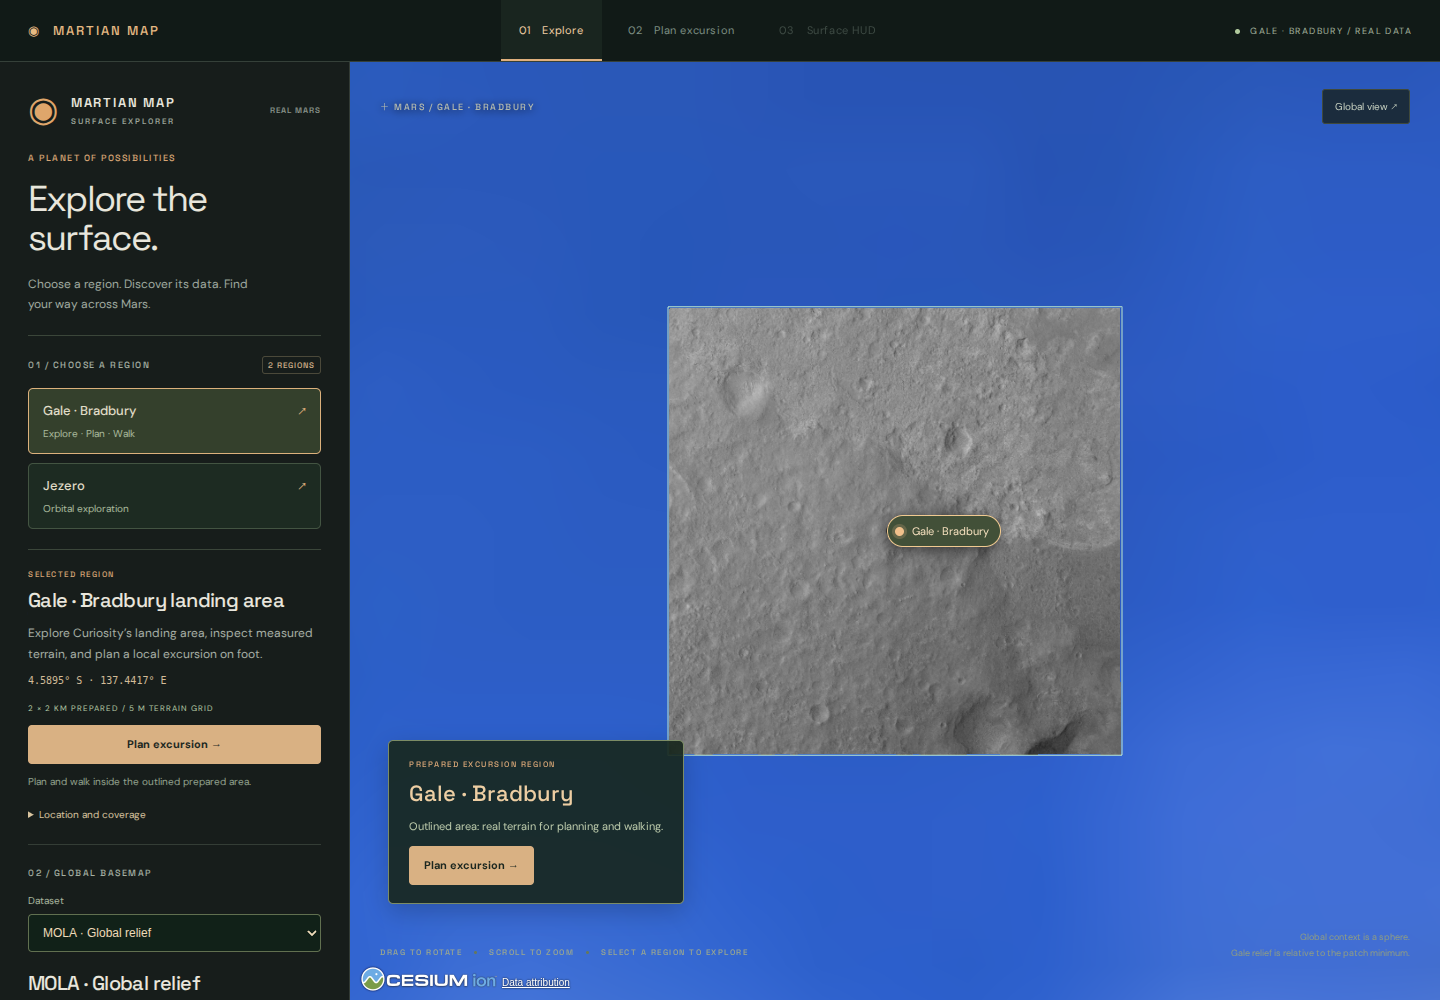 MARTIAN MAP
01 Explore
02 Plan excursion
03 Surface HUD
GALE · BRADBURY / REAL DATA
MARTIAN MAP
SURFACE EXPLORER
REAL MARS
A PLANET OF POSSIBILITIES
Explore the
surface.
Choose a region. Discover its data. Find
your way across Mars.
01 / CHOOSE A REGION
2 REGIONS
Gale · Bradbury ↗
Explore · Plan · Walk
Jezero ↗
Orbital exploration
SELECTED REGION
Gale · Bradbury landing area
Explore Curiosity's landing area, inspect measured
terrain, and plan a local excursion on foot.
4.5895° S · 137.4417° E
2 × 2 KM PREPARED / 5 M TERRAIN GRID
Plan excursion →
Plan and walk inside the outlined prepared area.
Location and coverage
02 / GLOBAL BASEMAP
Dataset
MOLA · Global relief
MOLA · Global relief
+ MARS / GALE · BRADBURY
Global view ↗
Gale · Bradbury
PREPARED EXCURSION REGION
Gale · Bradbury
Outlined area: real terrain for planning and walking.
Plan excursion →
DRAG TO ROTATE SCROLL TO ZOOM SELECT A REGION TO EXPLORE
Global context is a sphere.
Gale relief is relative to the patch minimum.
CESIUM ion Data attribution